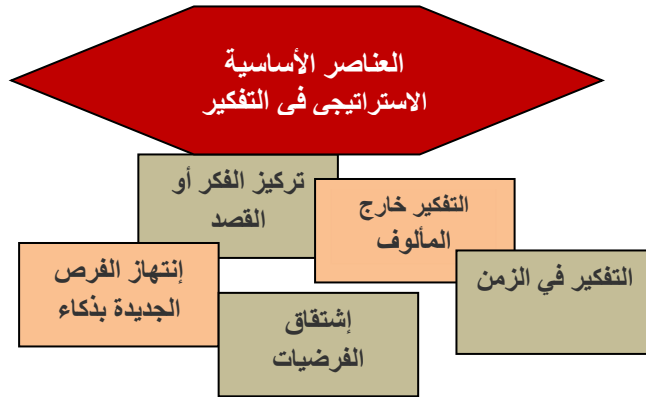 العناصر الأساسية
الاستراتيجى فى التفكير
تركيز الفكر أو
القصد
التفكير خارج
المألوف
التفكير في الزمن
إنتهاز الفرص
الجديدة بذكاء
إشتقاق
الفرضيات